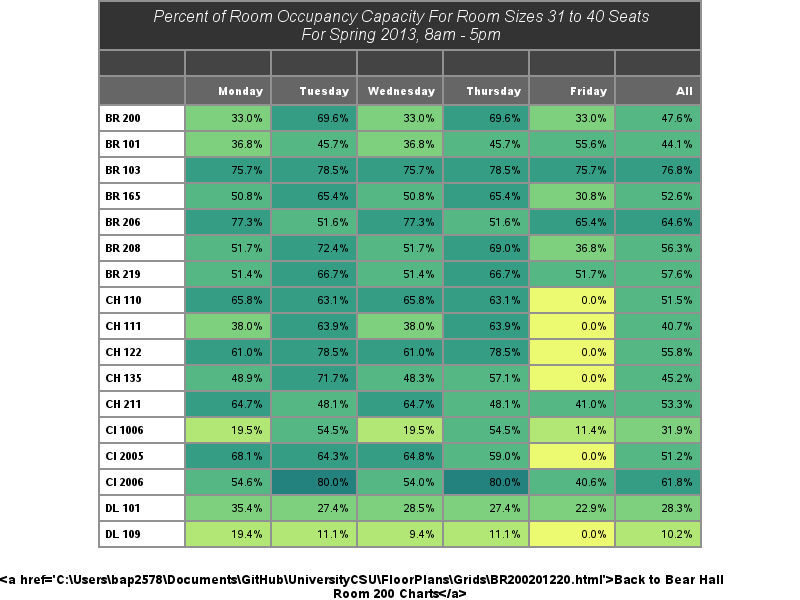 Percent of Room Occupancy Capacity For Room Sizes 31 to 40 Seats
For Spring 2013, 8am - 5pm
Monday Tuesday Wednesday Thursday Friday All
BR 200 33.0% 69.6% 33.0% 69.6% 33.0% 47.6%
BR 101 36.8% 45.7% 36.8% 45.7% 55.6% 44.1%
BR 103 75.7% 78.5% 75.7% 78.5% 75.7% 76.8%
BR 165 50.8% 65.4% 50.8% 65.4% 30.8% 52.6%
BR 206 77.3% 51.6% 77.3% 51.6% 65.4% 64.6%
BR 208 51.7% 72.4% 51.7% 69.0% 36.8% 56.3%
BR 219 51.4% 66.7% 51.4% 66.7% 51.7% 57.6%
CH 110 65.8% 63.1% 65.8% 63.1% 0.0% 51.5%
CH 111 38.0% 63.9% 38.0% 63.9% 0.0% 40.7%
CH 122 61.0% 78.5% 61.0% 78.5% 0.0% 55.8%
CH 135 48.9% 71.7% 48.3% 57.1% 0.0% 45.2%
CH 211 64.7% 48.1% 64.7% 48.1% 41.0% 53.3%
CI 1006 19.5% 54.5% 19.5% 54.5% 11.4% 31.9%
CI 2005 68.1% 64.3% 64.8% 59.0% 0.0% 51.2%
CI 2006 54.6% 80.0% 54.0% 80.0% 40.6% 61.8%
DL 101 35.4% 27.4% 28.5% 27.4% 22.9% 28.3%
DL 109 19.4% 11.1% 9.4% 11.1% 0.0% 10.2%
<a href='C:\Users\bap2578\Documents\GitHub\UniversityCSU\FloorPlans\Grids\BR200201220.html'>Back to Bear Hall
Room 200 Charts</a>